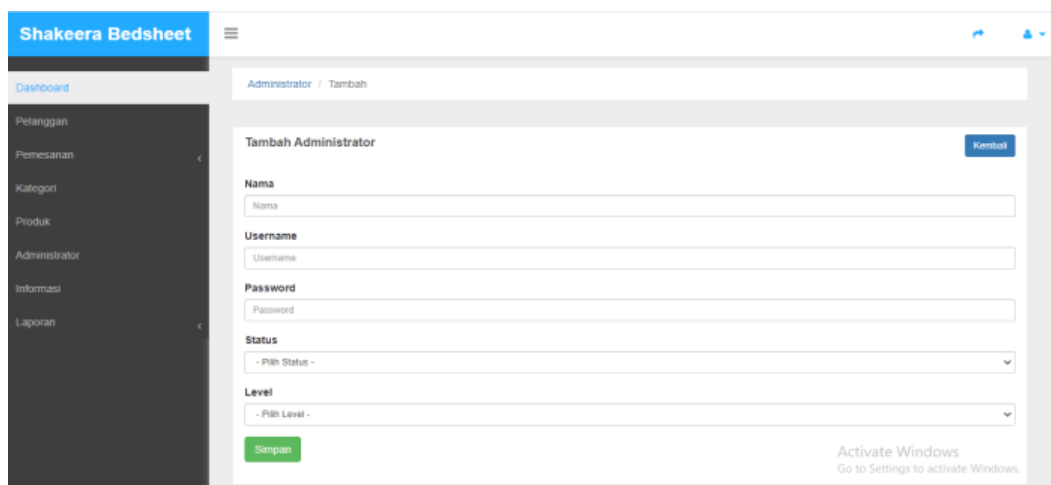 Shakeera Bedsheet
Dashboard
Pelanggan
Pemesanan
Kategori
Produk
Administrator
Informasi
Laporan
Administrator / Tambah
Tambah Administrator
Kembali
Nama
Nama
Username
Username
Password
Password
Status
- Pilih Status -
Level
- Pilih Level -
Simpan
Activate Windows
Go to Settings to activate Windows.